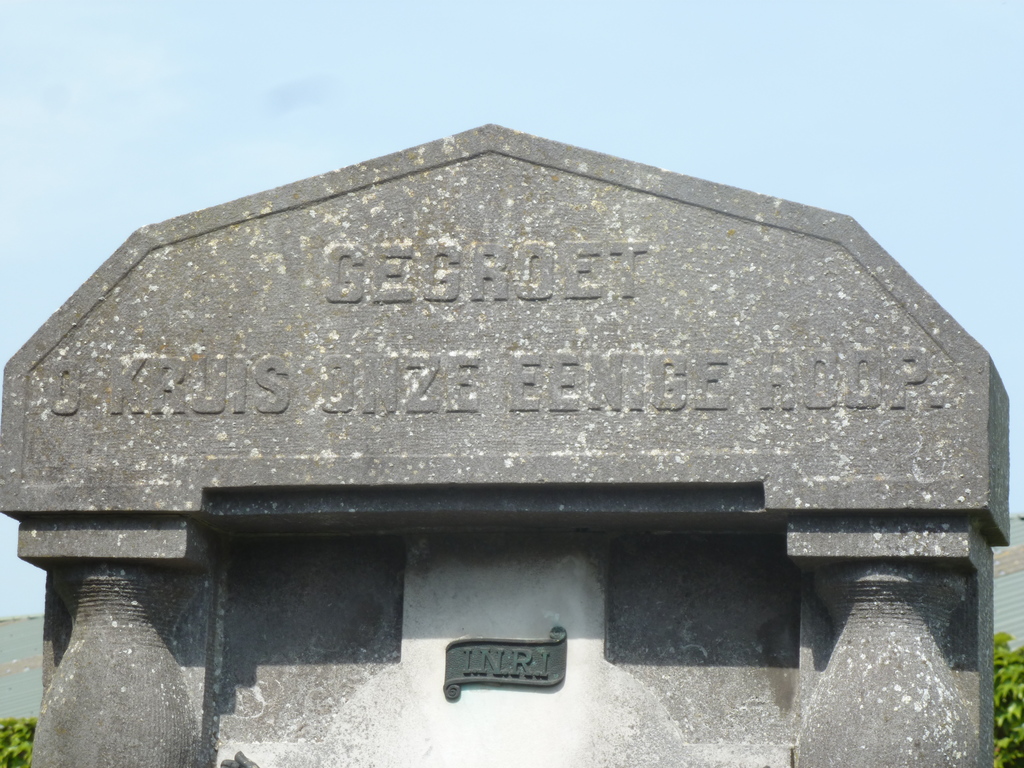 GEGROET
O KRUIS ONZE EENIGE HOOP.
I.N.R.I